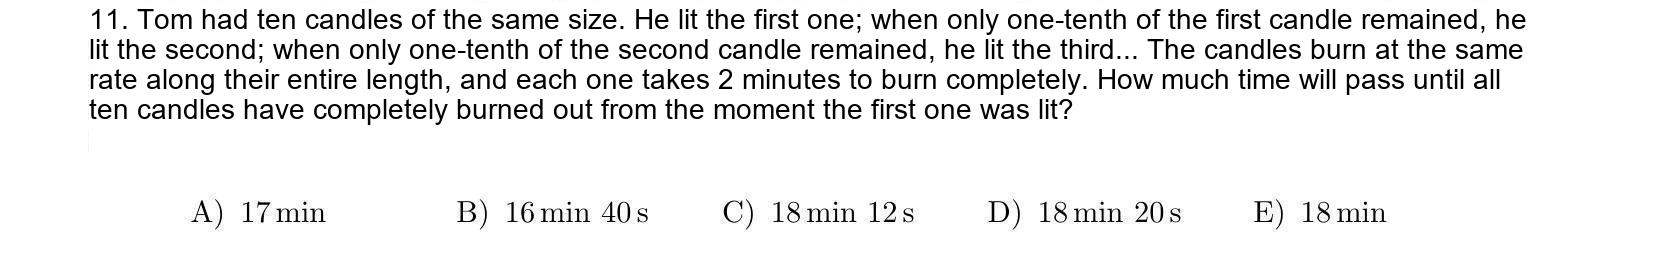 11. Tom had ten candles of the same size. He lit the first one; when only one-tenth of the first candle remained, he
lit the second; when only one-tenth of the second candle remained, he lit the third... The candles burn at the same
rate along their entire length, and each one takes 2 minutes to burn completely. How much time will pass until all
ten candles have completely burned out from the moment the first one was lit?
A) 17 min B) 16 min 40 s C) 18 min 12 s D) 18 min 20 s E) 18 min